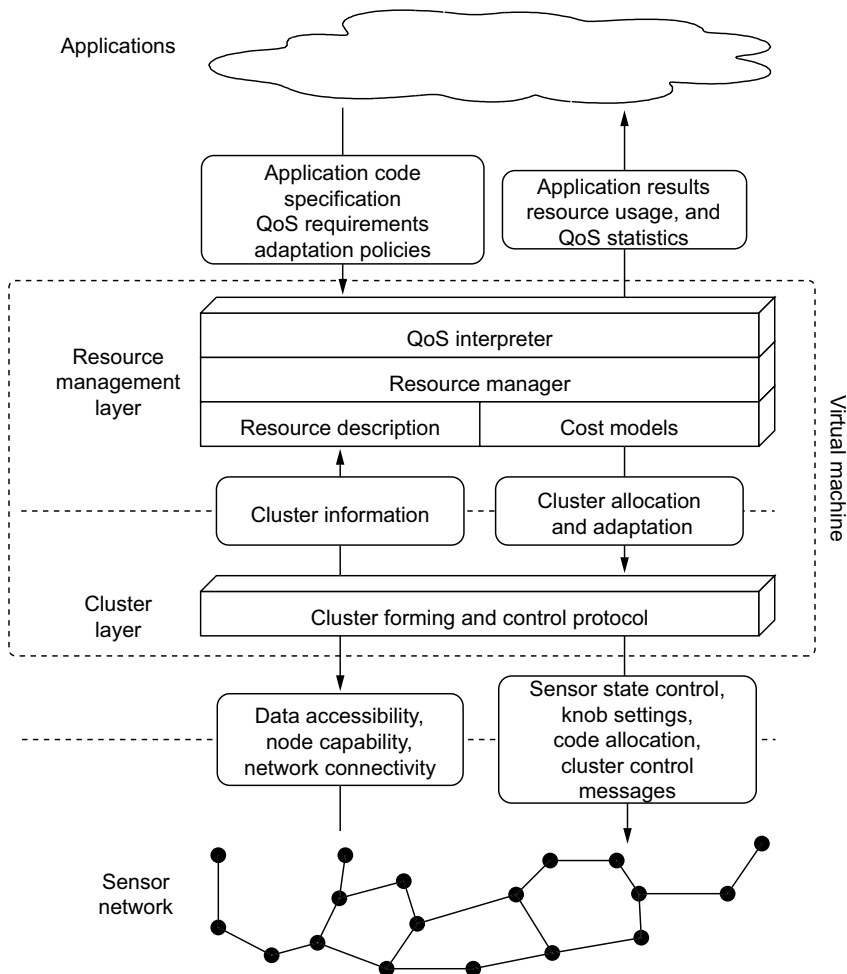 Applications
Application code
specification
QoS requirements
adaptation policies
Application results
resource usage, and
QoS statistics
Resource
management
layer
QoS interpreter
Resource manager
Resource description
Cost models
Virtual machine
Cluster information
Cluster allocation
and adaptation
Cluster
layer
Cluster forming and control protocol
Data accessibility,
node capability,
network connectivity
Sensor state control,
knob settings,
code allocation,
cluster control
messages
Sensor
network